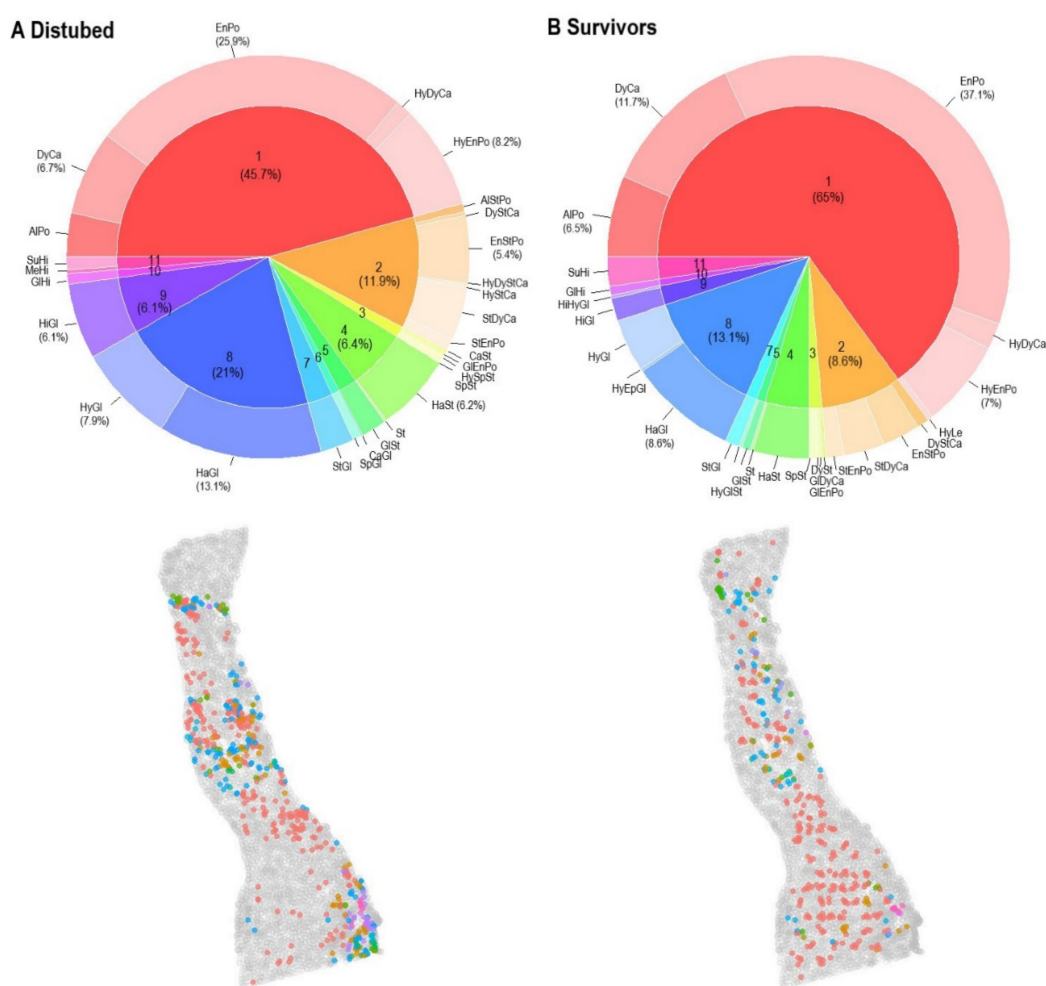 A Distubed
EnPo
(25.9%)
HyDyCa
HyEnPo (8.2%)
DyCa
(6.7%)
1
(45.7%)
AlStPo
DyStCa
AlPo
EnStPo
(5.4%)
2
(11.9%)
SuHi
MeHi
GlHi
11
10
HyDyStCa
HyStCa
9
(6.1%)
3
StDyCa
HiGl
(6.1%)
4
(6.4%)
8
(21%)
7
6
5
StEnPo
CaSt
GlEnPo
HySpSt
SpSt
HaSt (6.2%)
HyGl
(7.9%)
St
GlSt
CaGl
SpGl
StGl
HaGl
(13.1%)
B Survivors
EnPo
(37.1%)
DyCa
(11.7%)
1
(65%)
AlPo
(6.5%)
SuHi
11
10
GlHi
9
HiHyGl
HiGl
8
(13.1%)
2
(8.6%)
7
5
4
3
HyGl
HyDyCa
HyEpGl
HyEnPo
(7%)
HaGl
(8.6%)
HyLe
DyStCa
EnStPo
StDyCa
StEnPo
DySt
GlDyCa
GlEnPo
SpSt
HaSt
St
GlSt
HyGlSt
StGl